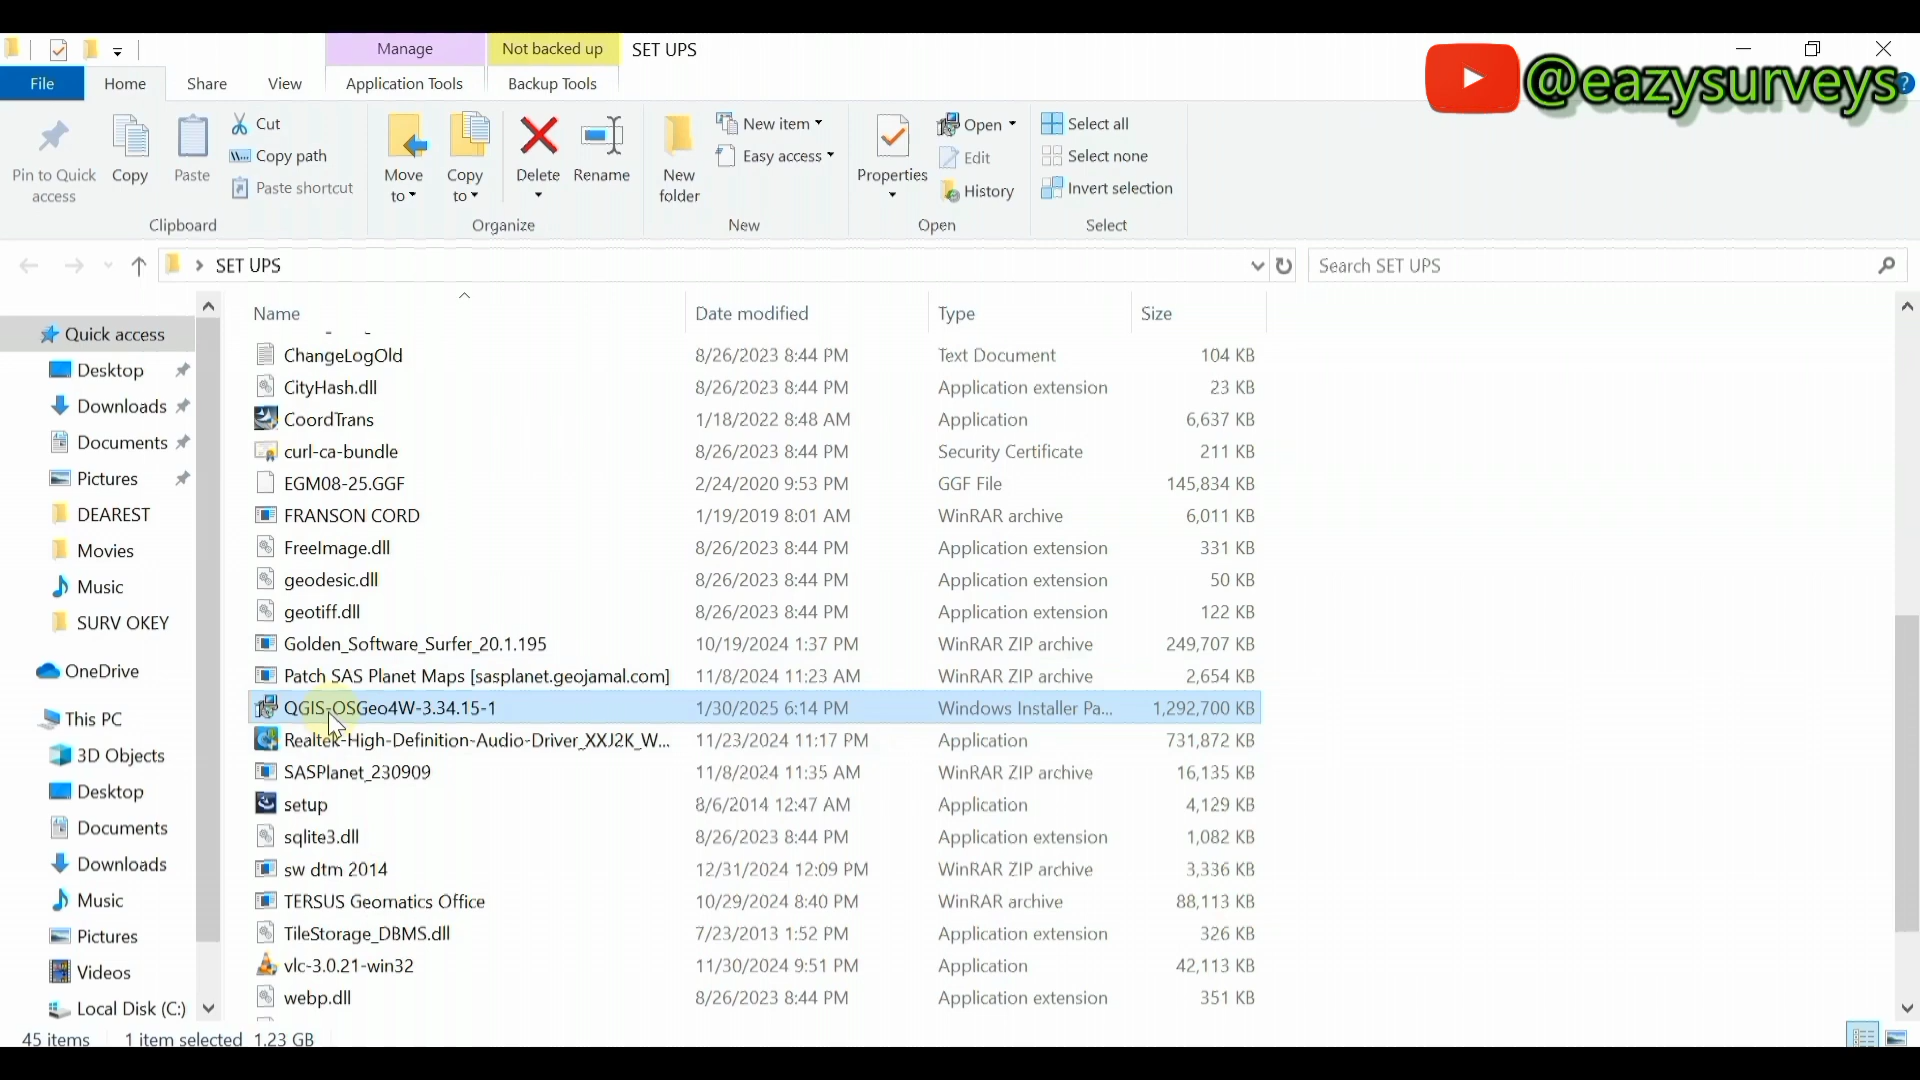 Manage
Not backed up
SET UPS
@eazysurveys
File
Home
Share
View
Application Tools
Backup Tools
Pin to Quick access
Copy
Paste
Cut
Copy path
Paste shortcut
Clipboard
Move to
Copy to
Delete
Rename
Organize
New folder
New item
Easy access
New
Properties
Open
Edit
History
Open
Select all
Select none
Invert selection
Select
SET UPS
Search SET UPS
Quick access
Desktop
Downloads
Documents
Pictures
DEAREST
Movies
Music
SURV OKEY
OneDrive
This PC
3D Objects
Desktop
Documents
Downloads
Music
Pictures
Videos
Local Disk (C:)
Name Date modified Type Size
ChangeLogOld 8/26/2023 8:44 PM Text Document 104 KB
CityHash.dll 8/26/2023 8:44 PM Application extension 23 KB
CoordTrans 1/18/2022 8:48 AM Application 6,637 KB
curl-ca-bundle 8/26/2023 8:44 PM Security Certificate 211 KB
EGM08-25.GGF 2/24/2020 9:53 PM GGF File 145,834 KB
FRANSON CORD 1/19/2019 8:01 AM WinRAR archive 6,011 KB
FreeImage.dll 8/26/2023 8:44 PM Application extension 331 KB
geodesic.dll 8/26/2023 8:44 PM Application extension 50 KB
geotiff.dll 8/26/2023 8:44 PM Application extension 122 KB
Golden_Software_Surfer_20.1.195 10/19/2024 1:37 PM WinRAR ZIP archive 249,707 KB
Patch SAS Planet Maps [sasplanet.geojamal.com] 11/8/2024 11:23 AM WinRAR ZIP archive 2,654 KB
QGIS-OSGeo4W-3.34.15-1 1/30/2025 6:14 PM Windows Installer Pa... 1,292,700 KB
Realtek-High-Definition-Audio-Driver_XXJ2K_W... 11/23/2024 11:17 PM Application 731,872 KB
SASPlanet_230909 11/8/2024 11:35 AM WinRAR ZIP archive 16,135 KB
setup 8/6/2014 12:47 AM Application 4,129 KB
sqlite3.dll 8/26/2023 8:44 PM Application extension 1,082 KB
sw dtm 2014 12/31/2024 12:09 PM WinRAR ZIP archive 3,336 KB
TERSUS Geomatics Office 10/29/2024 8:40 PM WinRAR archive 88,113 KB
TileStorage_DBMS.dll 7/23/2013 1:52 PM Application extension 326 KB
vlc-3.0.21-win32 11/30/2024 9:51 PM Application 42,113 KB
webp.dll 8/26/2023 8:44 PM Application extension 351 KB
45 items 1 item selected 1.23 GB